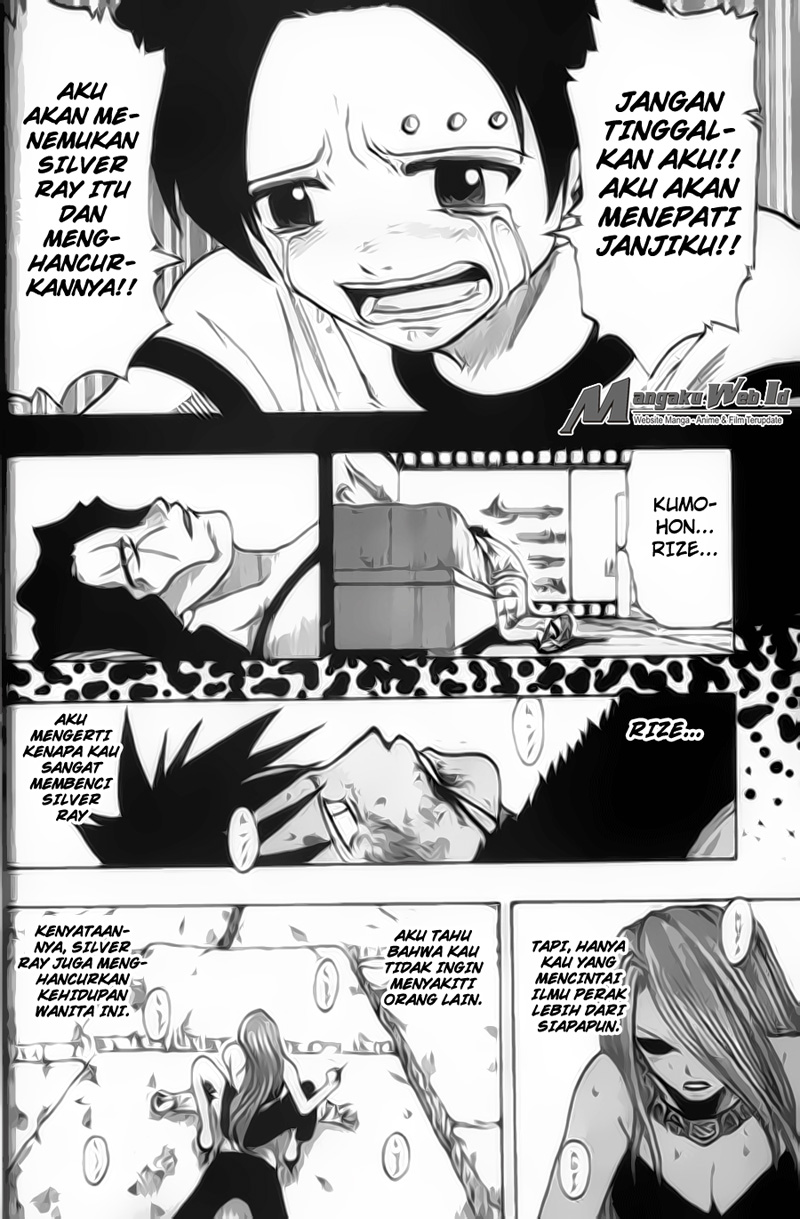 JANGAN
TINGGAL-
KAN AKU!!
AKU AKAN
MENEPATI
JANJIKU!!
AKU
AKAN ME-
NEMUKAN
SILVER
RAY ITU
DAN
MENG-
HANCUR-
KANNYA!!
Mangaku.Web.Id
Website Manga - Anime & Film Terupdate
KUMO-
HON...
RIZE...
RIZE...
AKU
MENGERTI
KENAPA KAU
SANGAT
MEMBENCI
SILVER
RAY
TAPI, HANYA
KAU YANG
MENCINTAI
ILMU PERAK
LEBIH DARI
SIAPAPUN.
AKU TAHU
BAHWA KAU
TIDAK INGIN
MENYAKITI
ORANG LAIN.
KENYATAAN-
NYA, SILVER
RAY JUGA MENG-
HANCURKAN
KEHIDUPAN
WANITA INI.